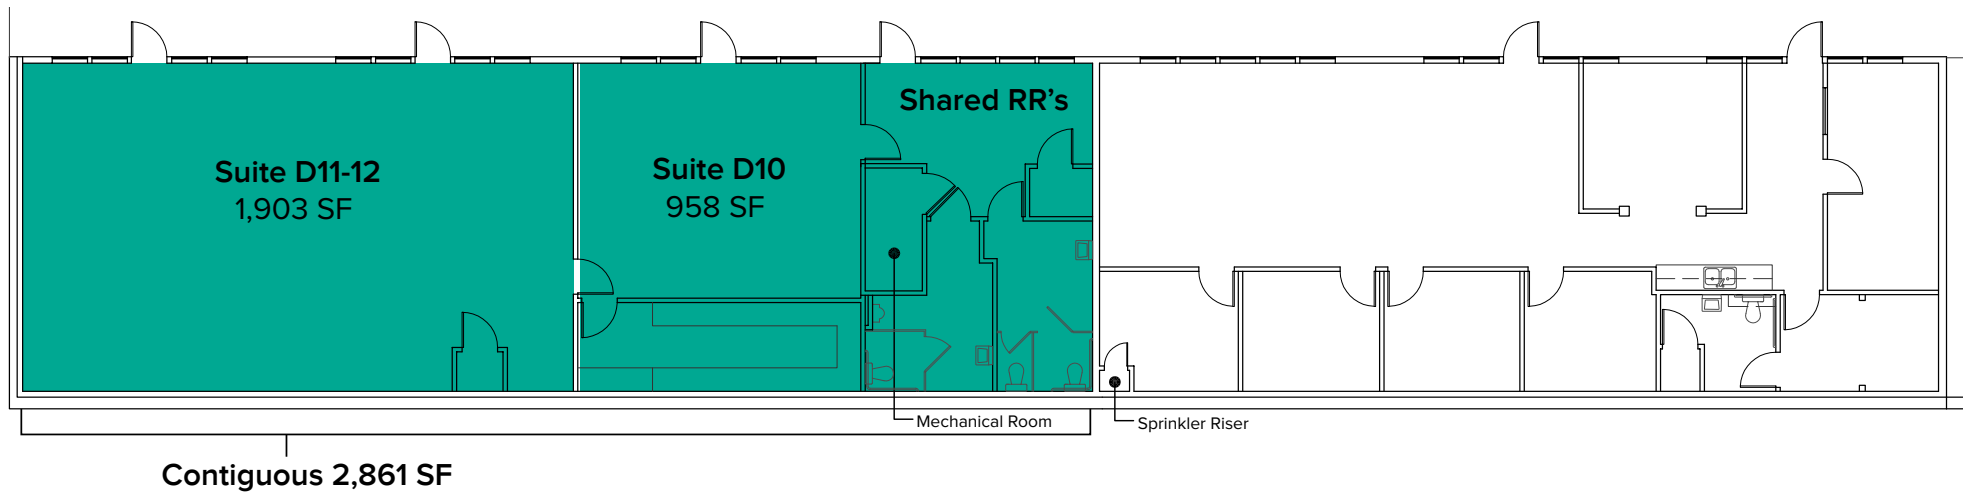 Shared RR's
Suite D11-12
1,903 SF
Suite D10
958 SF
Mechanical Room
Sprinkler Riser
Contiguous 2,861 SF